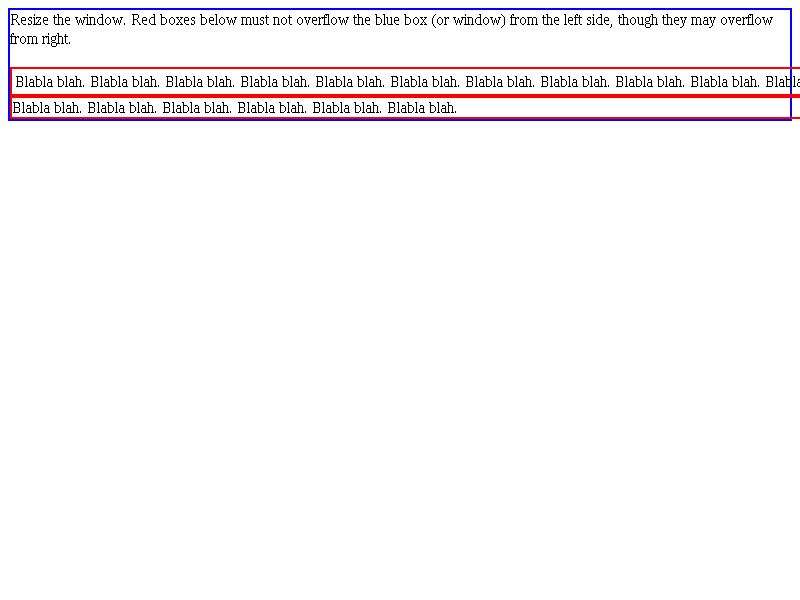 Resize the window. Red boxes below must not overflow the blue box (or window) from the left side, though they may overflow
from right.
Blabla blah. Blabla blah. Blabla blah. Blabla blah. Blabla blah. Blabla blah. Blabla blah. Blabla blah. Blabla blah. Blabla blah. Blabla
Blabla blah. Blabla blah. Blabla blah. Blabla blah. Blabla blah. Blabla blah.